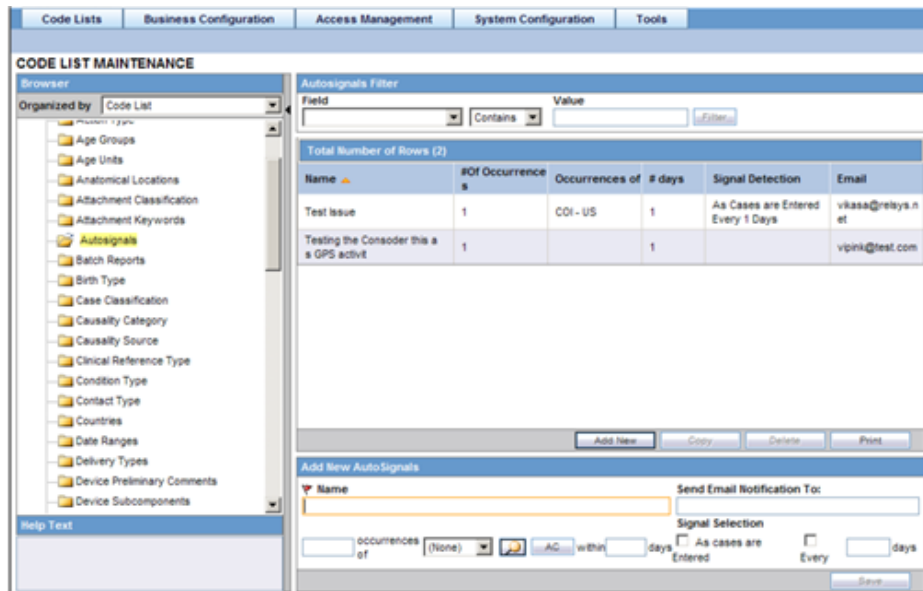 Code Lists Business Configuration Access Management System Configuration Tools
CODE LIST MAINTENANCE
Browser
Organized by Code List
Action Type
Age Groups
Age Units
Anatomical Locations
Attachment Classification
Attachment Keywords
Autosignals
Batch Reports
Birth Type
Case Classification
Causality Category
Causality Source
Clinical Reference Type
Condition Type
Contact Type
Countries
Date Ranges
Delivery Types
Device Preliminary Comments
Device Subcomponents
Help Text
Autosignals Filter
Field Value
Contains Filter
Total Number of Rows (2)
Name #Of Occurrence Occurrences of # days Signal Detection Email
s
Test Issue 1 COI - US 1 As Cases are Entered vikasa@relsys.n
Every 1 Days et
Testing the Consoder this a 1 1 vipink@test.com
s GPS activit
Add New Copy Delete Print
Add New AutoSignals
Name Send Email Notification To:
Signal Selection
occurrences (None) AC within days As cases are
of Entered Every days
Save